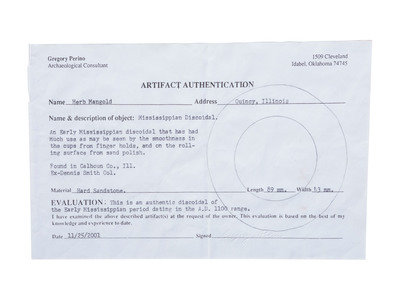 Gregory Perino
Archaeological Consultant
1509 Cleveland
Idabel, Oklahoma 74745
ARTIFACT AUTHENTICATION
Name Herb Mangold Address Quincy, Illinois
Name & description of object: Mississippian Discoidal.
An Early Mississippian discoidal that has had
Much use as may be seen by the smoothness in
the cups from finger holds, and on the roll-
ing surface from sand polish.
Found in Calhoun Co., Ill.
Ex-Dennis Smith Col.
Material Hard Sandstone. Length 89 mm. Width 43 mm.
EVALUATION. This is an authentic discoidal of
the Early Mississippian period dating in the A.D. 1100 range.
I have examined the above described artifact(s) at the request of the owner. This evaluation is based on the best of my
knowledge and experience to date.
Date 11/25/2001 Signed